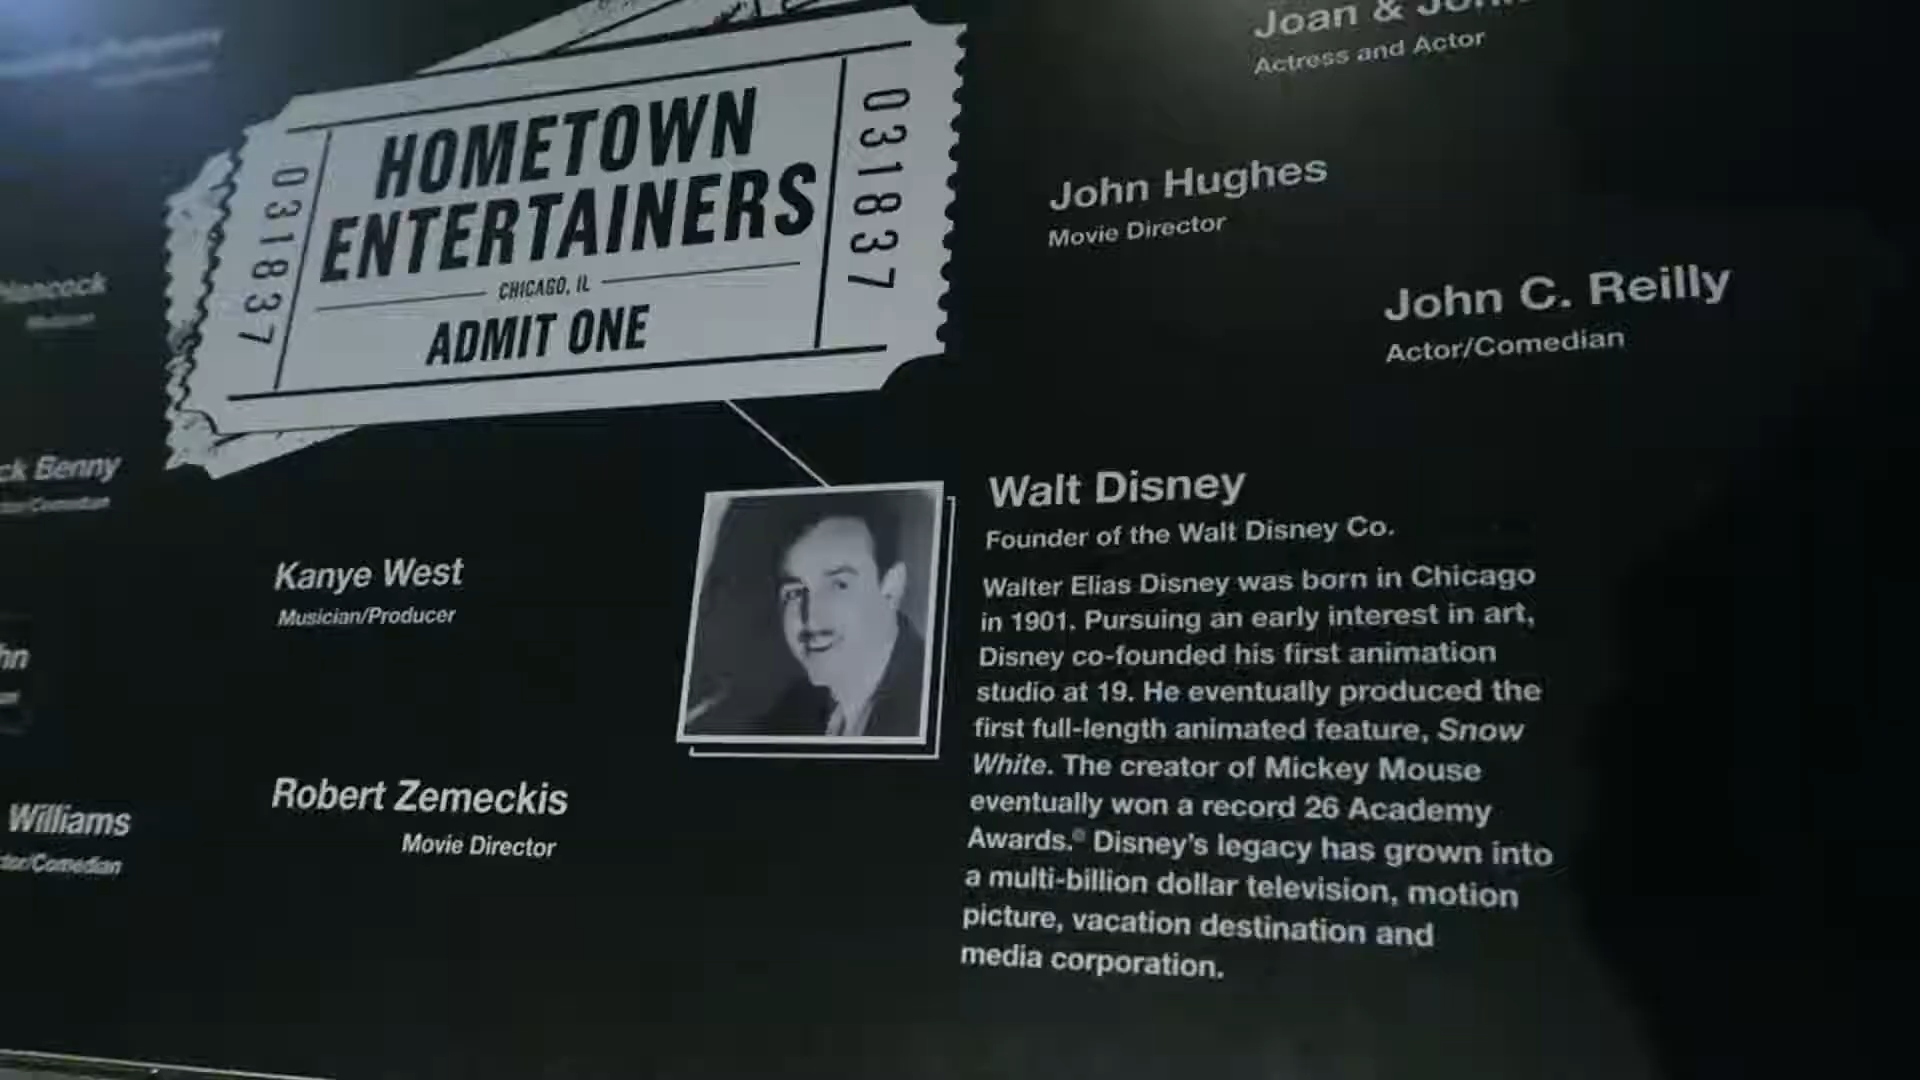 Joan &
Actress and Actor
HOMETOWN
ENTERTAINERS
CHICAGO, IL
ADMIT ONE
031837
031837
John Hughes
Movie Director
John C. Reilly
Actor/Comedian
Benny
Kanye West
Musician/Producer
Robert Zemeckis
Movie Director
Williams
Walt Disney
Founder of the Walt Disney Co.
Walter Elias Disney was born in Chicago
in 1901. Pursuing an early interest in art,
Disney co-founded his first animation
studio at 19. He eventually produced the
first full-length animated feature, Snow
White. The creator of Mickey Mouse
eventually won a record 26 Academy
Awards.® Disney's legacy has grown into
a multi-billion dollar television, motion
picture, vacation destination and
media corporation.